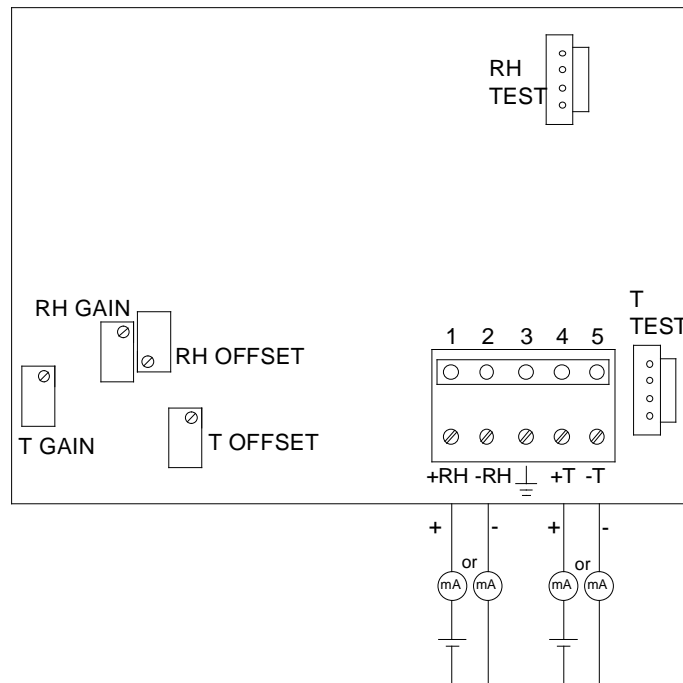 RH
TEST
RH GAIN
RH OFFSET
T GAIN
T OFFSET
T
TEST
1 2 3 4 5
+RH -RH +T -T
+ - + -
or or
mA mA mA mA